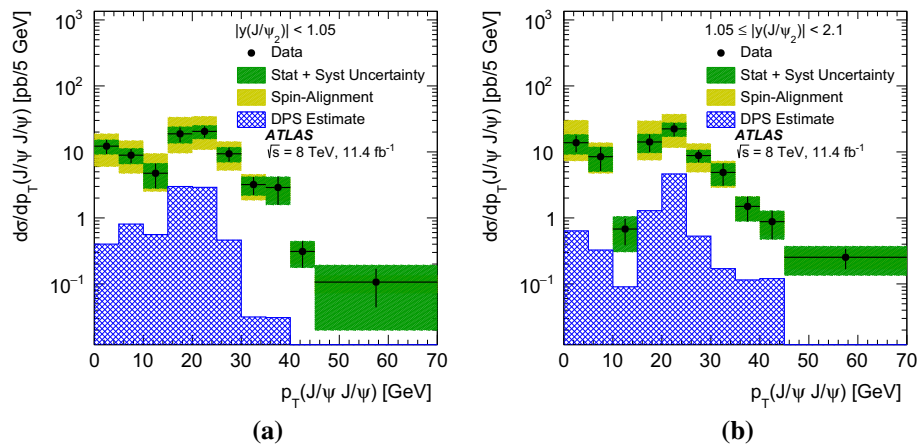 dσ/dp_T(J/ψ J/ψ) [pb/5 GeV]
10³
10²
10
1
10⁻¹
|y(J/ψ₂)| < 1.05
Data
Stat + Syst Uncertainty
Spin-Alignment
DPS Estimate
ATLAS
√s = 8 TeV, 11.4 fb⁻¹
0 10 20 30 40 50 60 70
p_T(J/ψ J/ψ) [GeV]
(a)
dσ/dp_T(J/ψ J/ψ) [pb/5 GeV]
10³
10²
10
1
10⁻¹
1.05 ≤ |y(J/ψ₂)| < 2.1
Data
Stat + Syst Uncertainty
Spin-Alignment
DPS Estimate
ATLAS
√s = 8 TeV, 11.4 fb⁻¹
0 10 20 30 40 50 60 70
p_T(J/ψ J/ψ) [GeV]
(b)